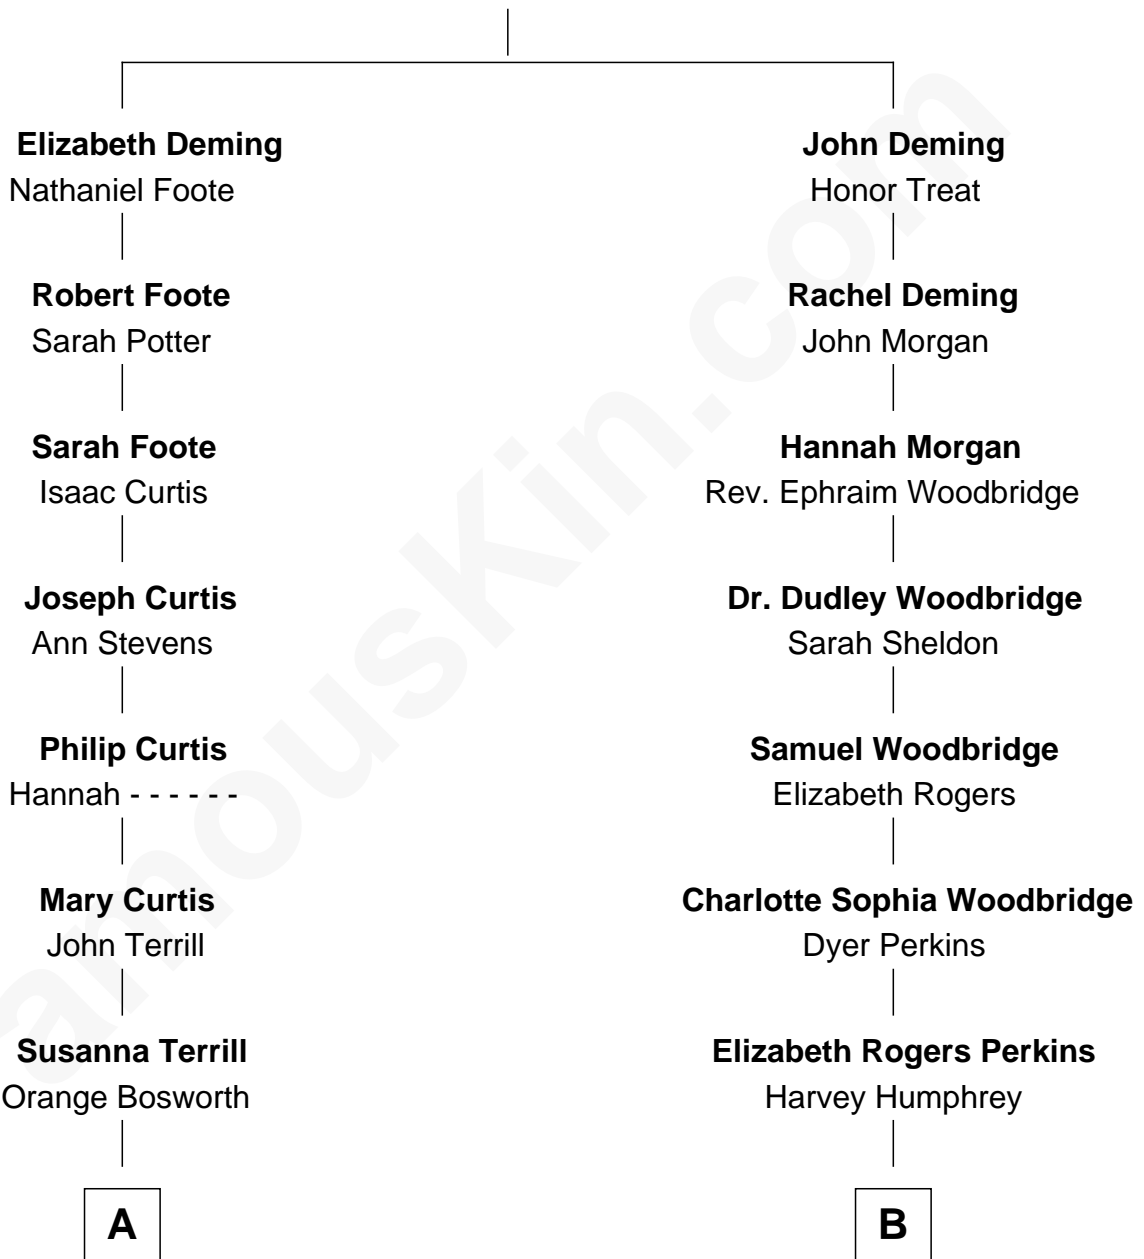 Elizabeth Deming
Nathaniel Foote
John Deming
Honor Treat
Robert Foote
Sarah Potter
Rachel Deming
John Morgan
Sarah Foote
Isaac Curtis
Hannah Morgan
Rev. Ephraim Woodbridge
Joseph Curtis
Ann Stevens
Dr. Dudley Woodbridge
Sarah Sheldon
Philip Curtis
Hannah - - - - - -
Samuel Woodbridge
Elizabeth Rogers
Mary Curtis
John Terrill
Charlotte Sophia Woodbridge
Dyer Perkins
Susanna Terrill
Orange Bosworth
Elizabeth Rogers Perkins
Harvey Humphrey
A
B
amouskin.com